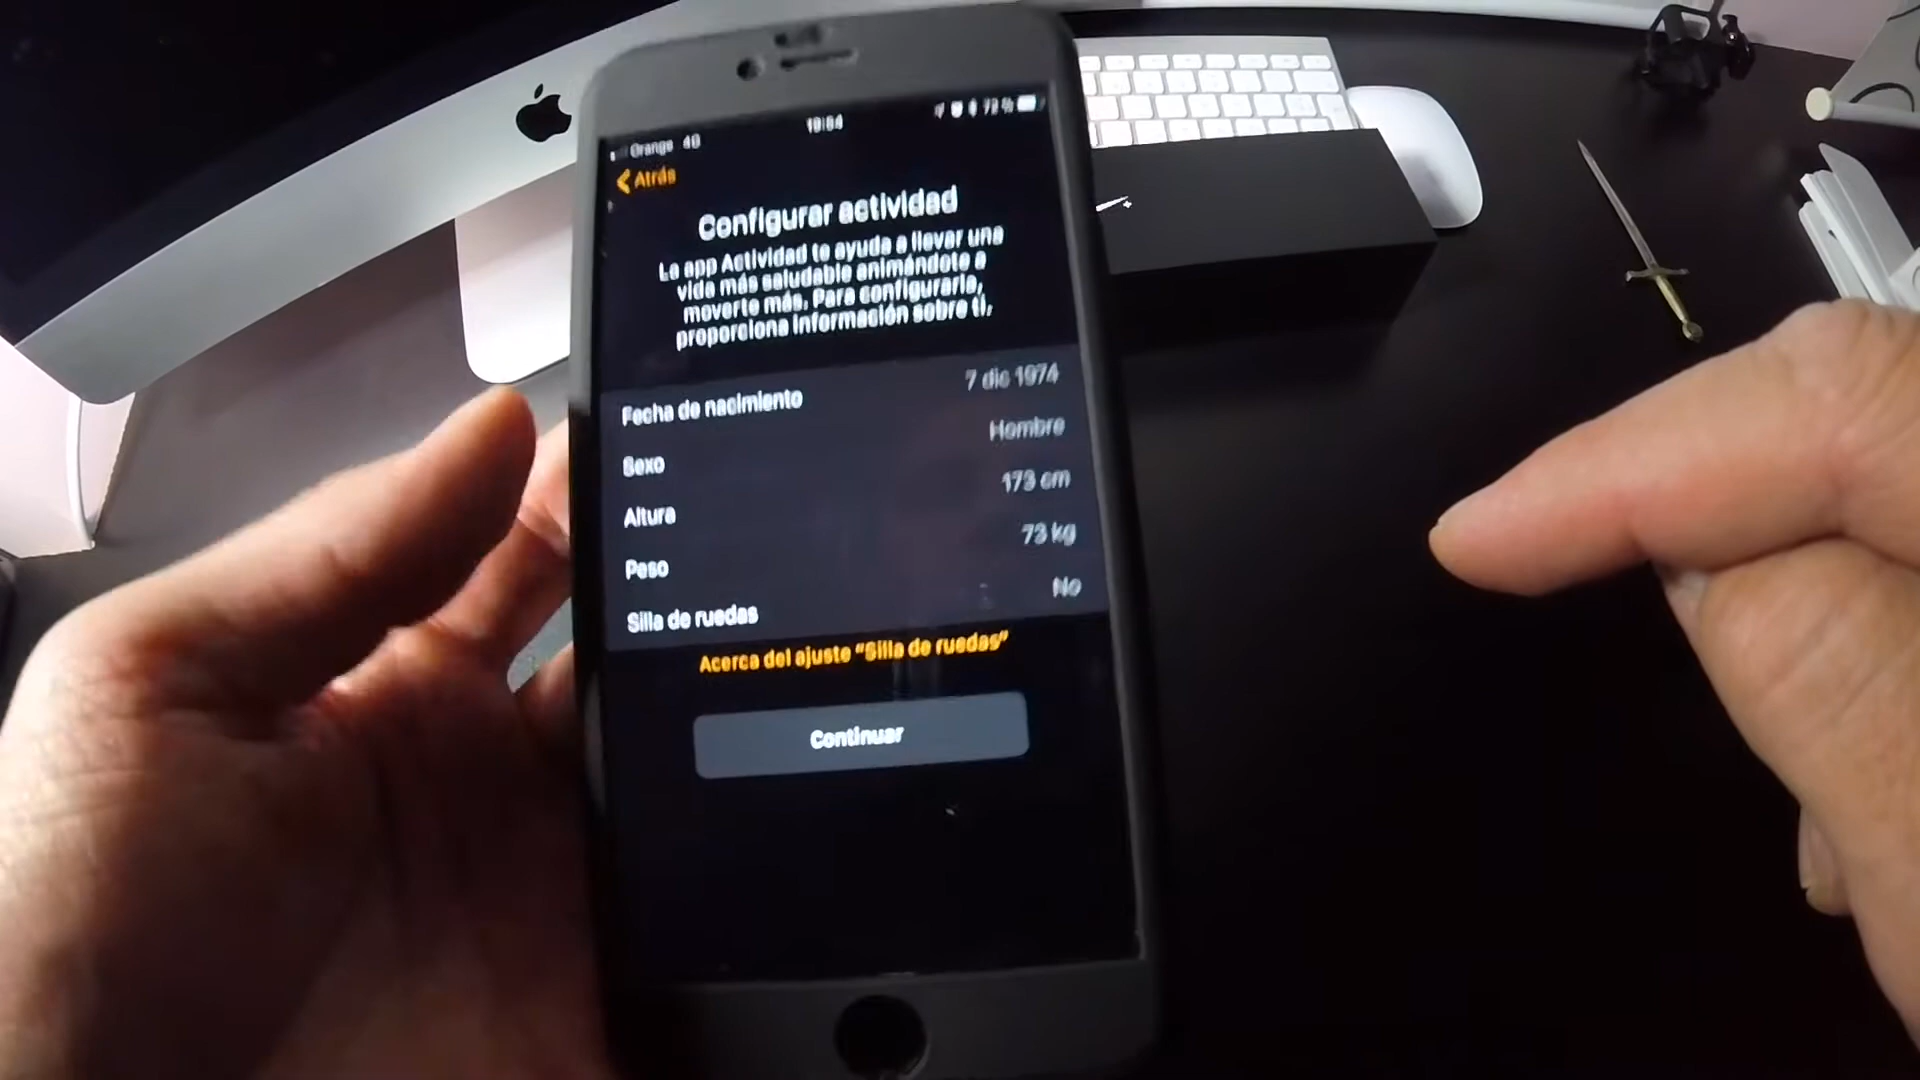 Orange 4G
19:54
73 %
Atrás
Configurar actividad
La app Actividad te ayuda a llevar una
vida más saludable animándote a
moverte más. Para configurarla,
proporciona información sobre ti.
Fecha de nacimiento 7 dic 1974
Sexo Hombre
Altura 173 cm
Peso 73 kg
Silla de ruedas No
Acerca del ajuste "Silla de ruedas"
Continuar